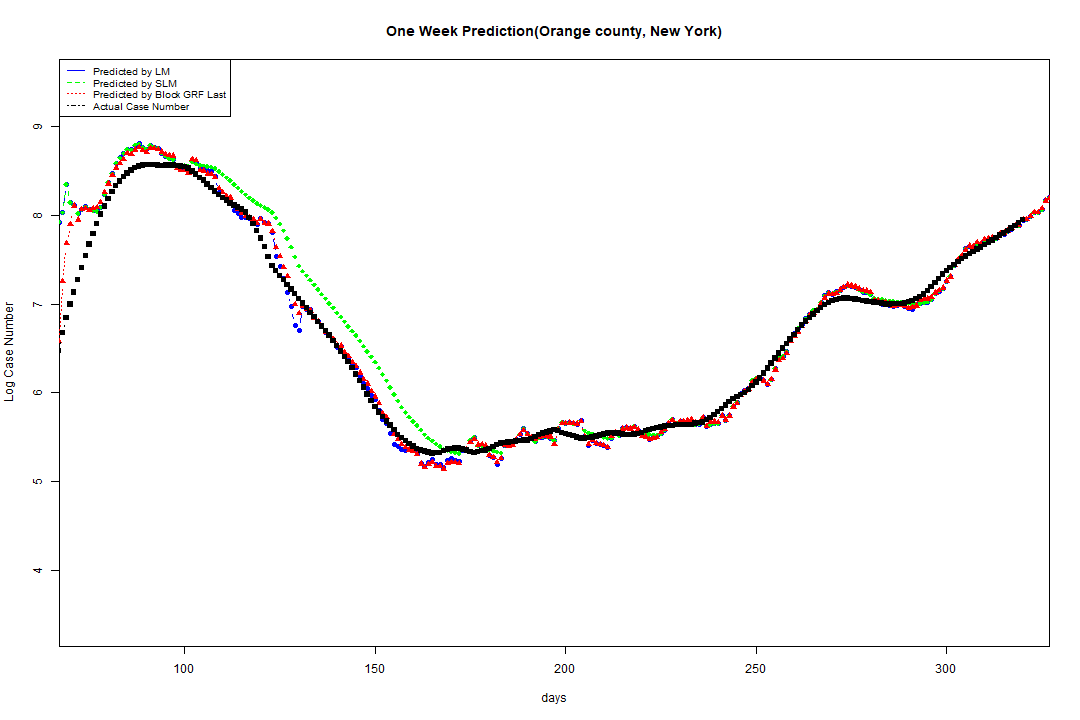 One Week Prediction(Orange county, New York)
Predicted by LM
Predicted by SLM
Predicted by Block GRF Last
Actual Case Number
9
8
7
6
5
4
Log Case Number
100 150 200 250 300
days